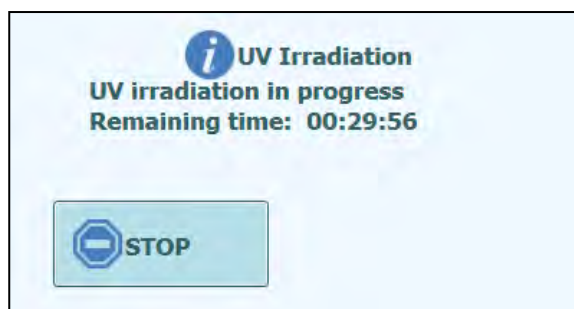 UV Irradiation
UV irradiation in progress
Remaining time: 00:29:56
STOP